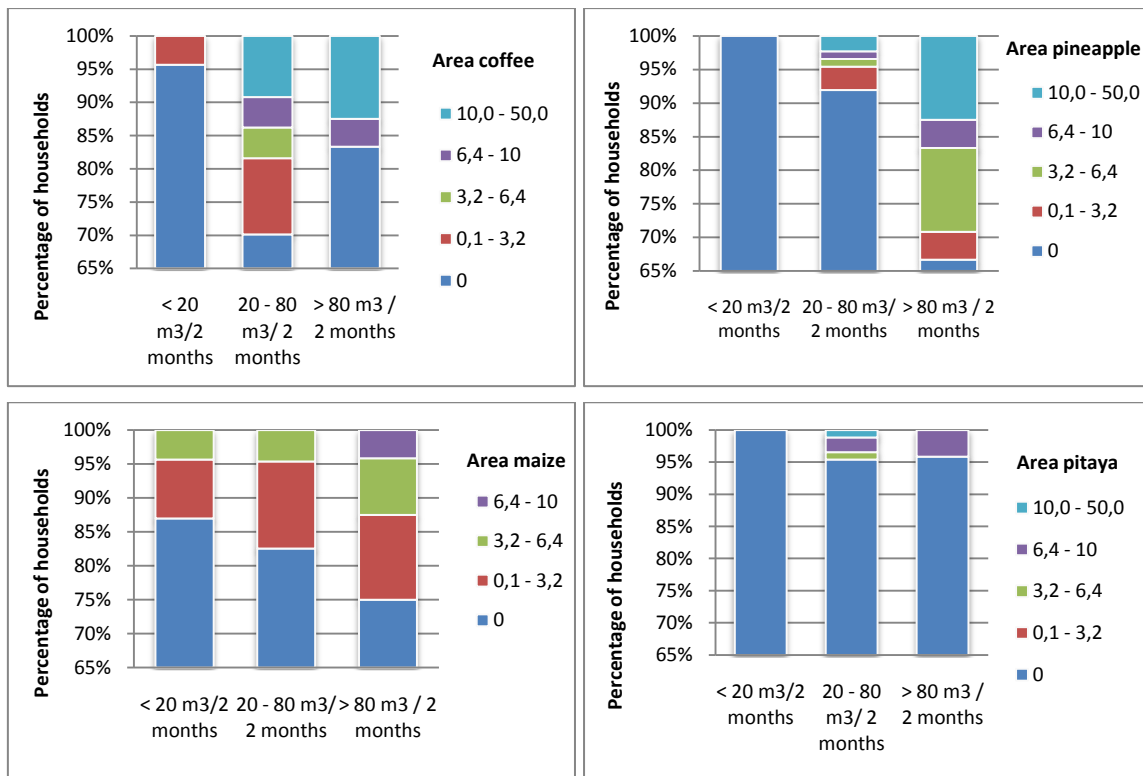 Percentage of households
100%
95%
90%
85%
80%
75%
70%
65%
< 20
m3/2
months
20 - 80
m3/ 2
months
> 80 m3 /
2 months
Area coffee
10,0 - 50,0
6,4 - 10
3,2 - 6,4
0,1 - 3,2
0
Percentage of households
100%
95%
90%
85%
80%
75%
70%
65%
< 20 m3/2
months
20 - 80 m3/
2 months
> 80 m3 / 2
months
Area pineapple
10,0 - 50,0
6,4 - 10
3,2 - 6,4
0,1 - 3,2
0
Percentage of households
100%
95%
90%
85%
80%
75%
70%
65%
< 20 m3/2
months
20 - 80 m3/
2 months
> 80 m3 / 2
months
Area maize
6,4 - 10
3,2 - 6,4
0,1 - 3,2
0
Percentage of households
100%
95%
90%
85%
80%
75%
70%
65%
< 20 m3/2
months
20 - 80
m3/ 2
months
> 80 m3 /
2 months
Area pitaya
10,0 - 50,0
6,4 - 10
3,2 - 6,4
0,1 - 3,2
0